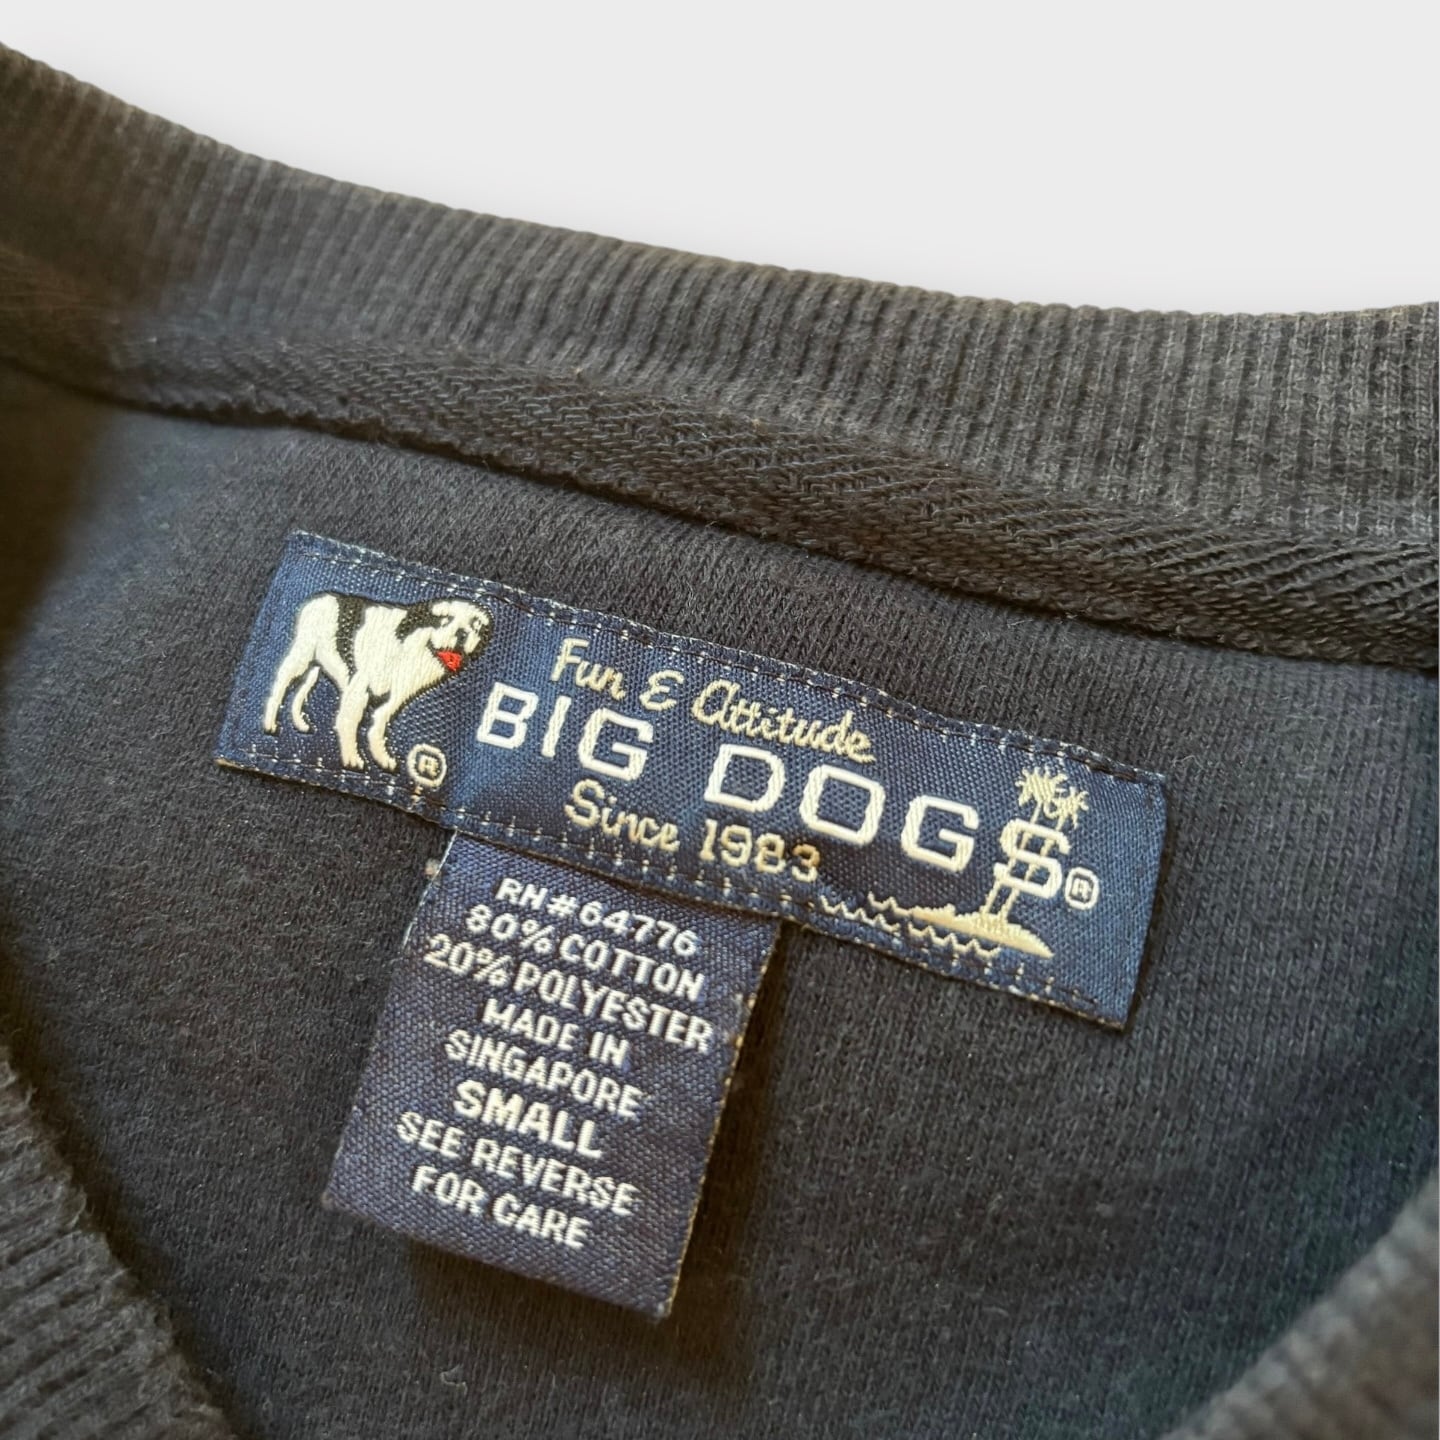 Fun & Attitude
BIG DOGS®
Since 1983
®
RN#64776
80% COTTON
20% POLYESTER
MADE IN
SINGAPORE
SMALL
SEE REVERSE
FOR CARE